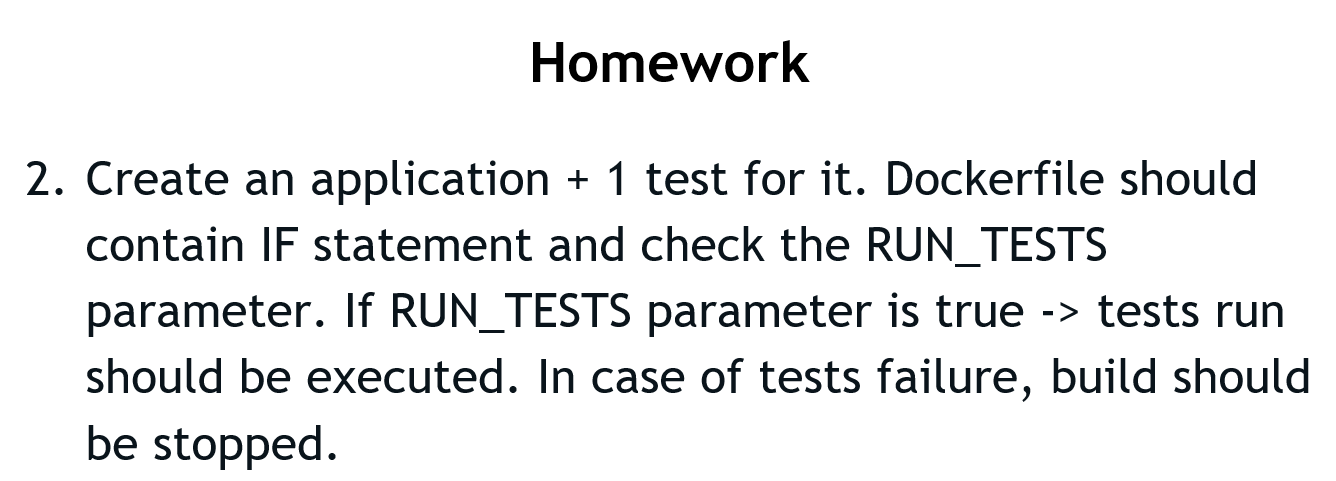 Homework
2. Create an application + 1 test for it. Dockerfile should
contain IF statement and check the RUN_TESTS
parameter. If RUN_TESTS parameter is true -> tests run
should be executed. In case of tests failure, build should
be stopped.